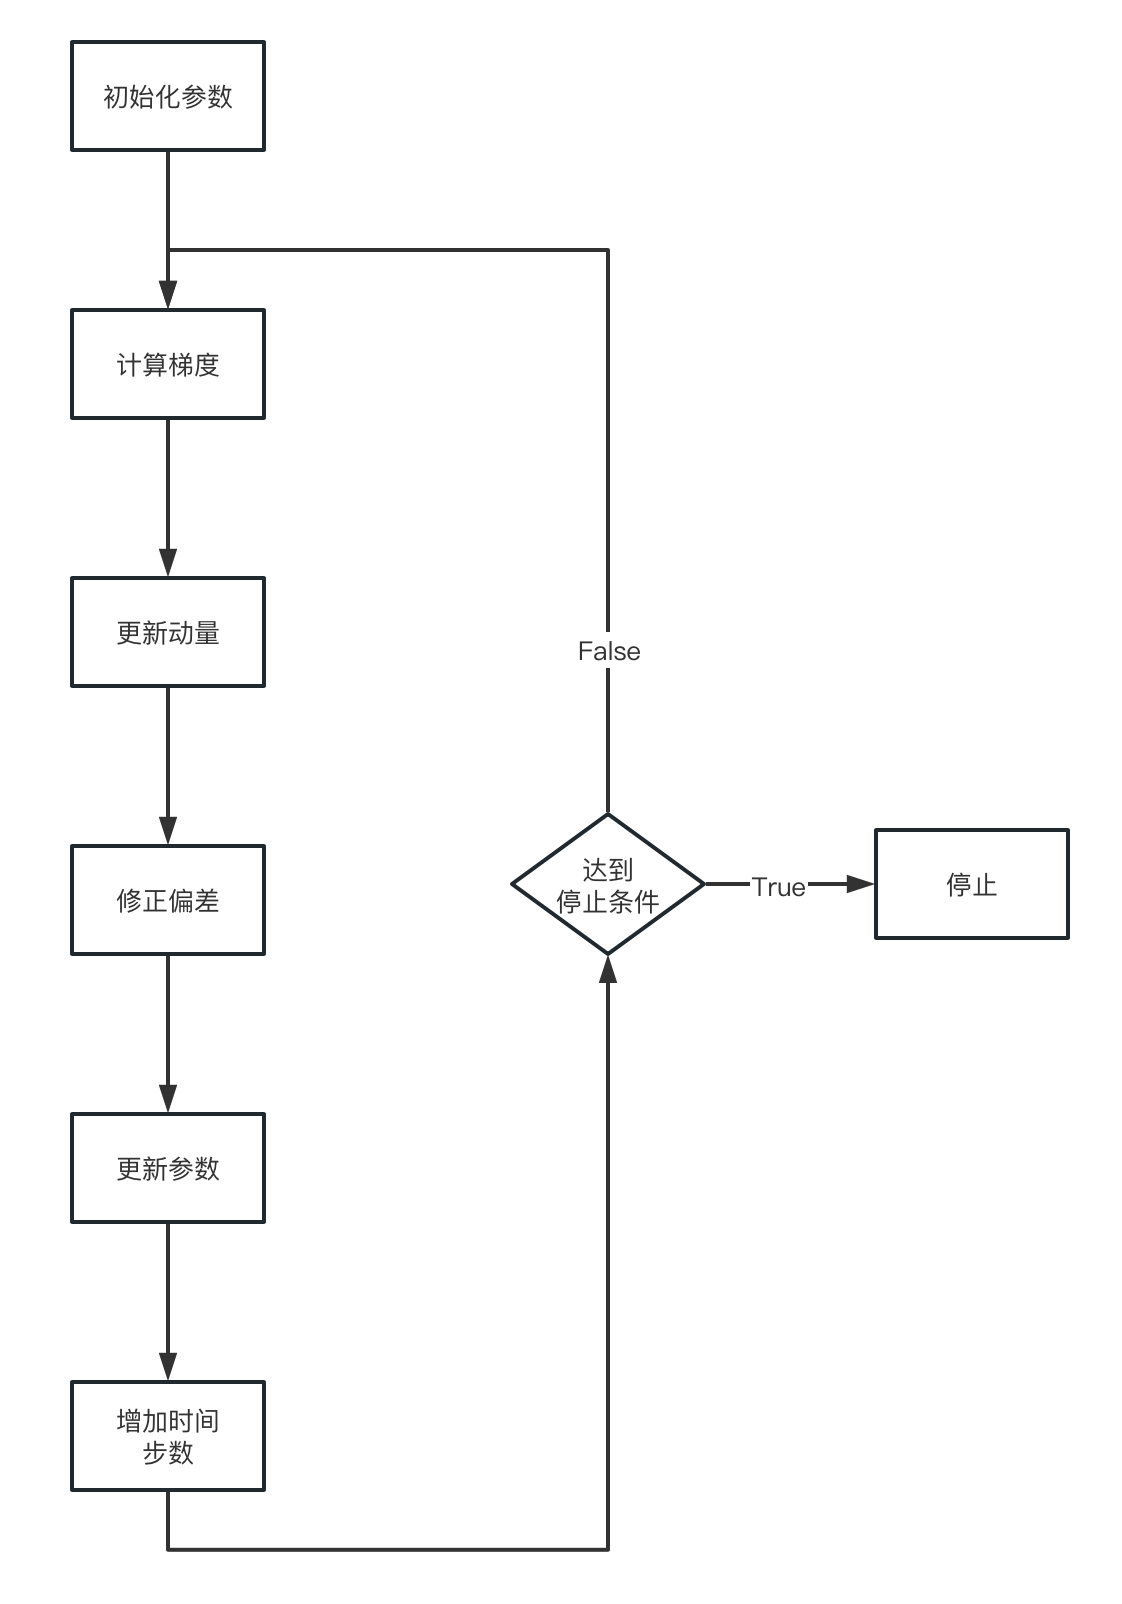 初始化参数
计算梯度
更新动量
False
达到
停止条件
True
停止
修正偏差
更新参数
增加时间
步数